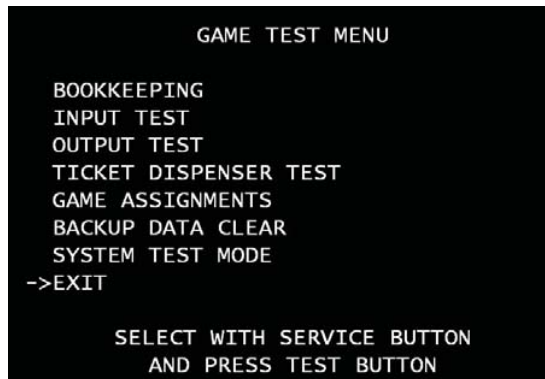 GAME TEST MENU
BOOKKEEPING
INPUT TEST
OUTPUT TEST
TICKET DISPENSER TEST
GAME ASSIGNMENTS
BACKUP DATA CLEAR
SYSTEM TEST MODE
->EXIT
SELECT WITH SERVICE BUTTON
AND PRESS TEST BUTTON